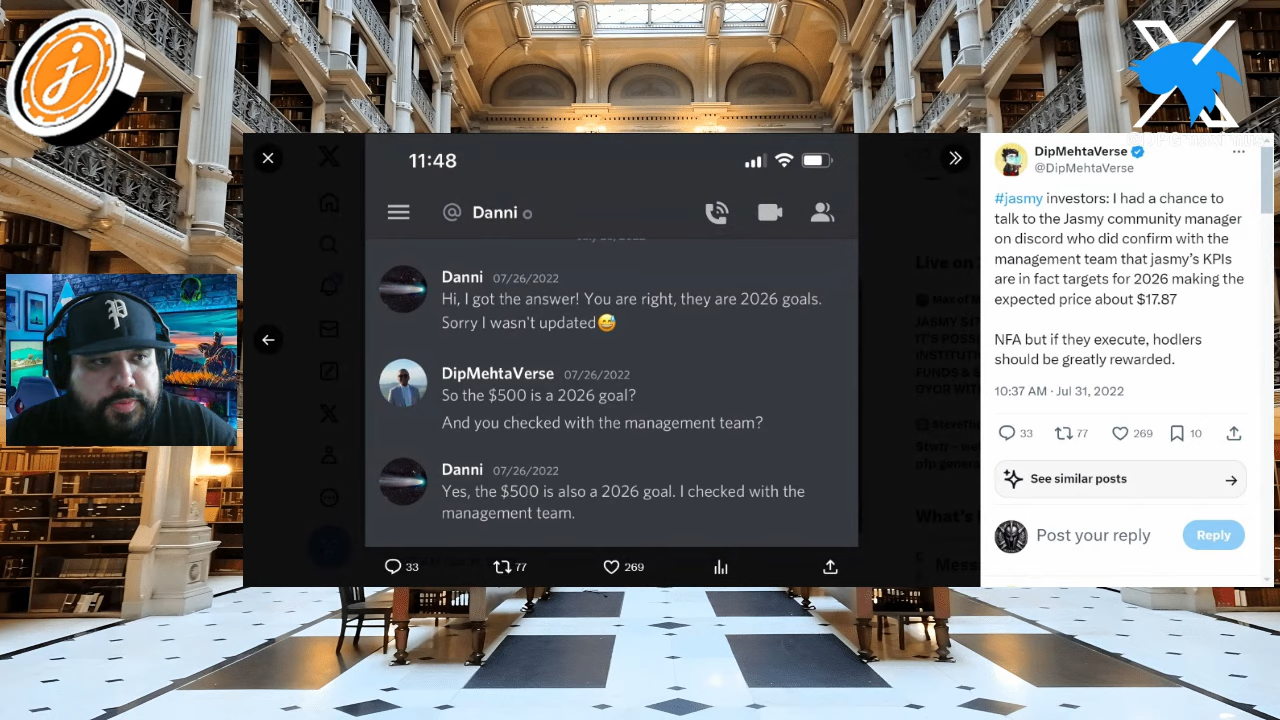 11:48
@ Danni
Danni 07/26/2022
Hi, I got the answer! You are right, they are 2026 goals.
Sorry I wasn't updated😅
DipMehtaVerse 07/26/2022
So the $500 is a 2026 goal?
And you checked with the management team?
Danni 07/26/2022
Yes, the $500 is also a 2026 goal. I checked with the
management team.
33 77 269
DipMehtaVerse
@DipMehtaVerse
#jasmy investors: I had a chance to
talk to the Jasmy community manager
on discord who did confirm with the
management team that jasmy's KPIs
are in fact targets for 2026 making the
expected price about $17.87
NFA but if they execute, hodlers
should be greatly rewarded.
10:37 AM · Jul 31, 2022
33 77 269 10
See similar posts
Post your reply
Reply